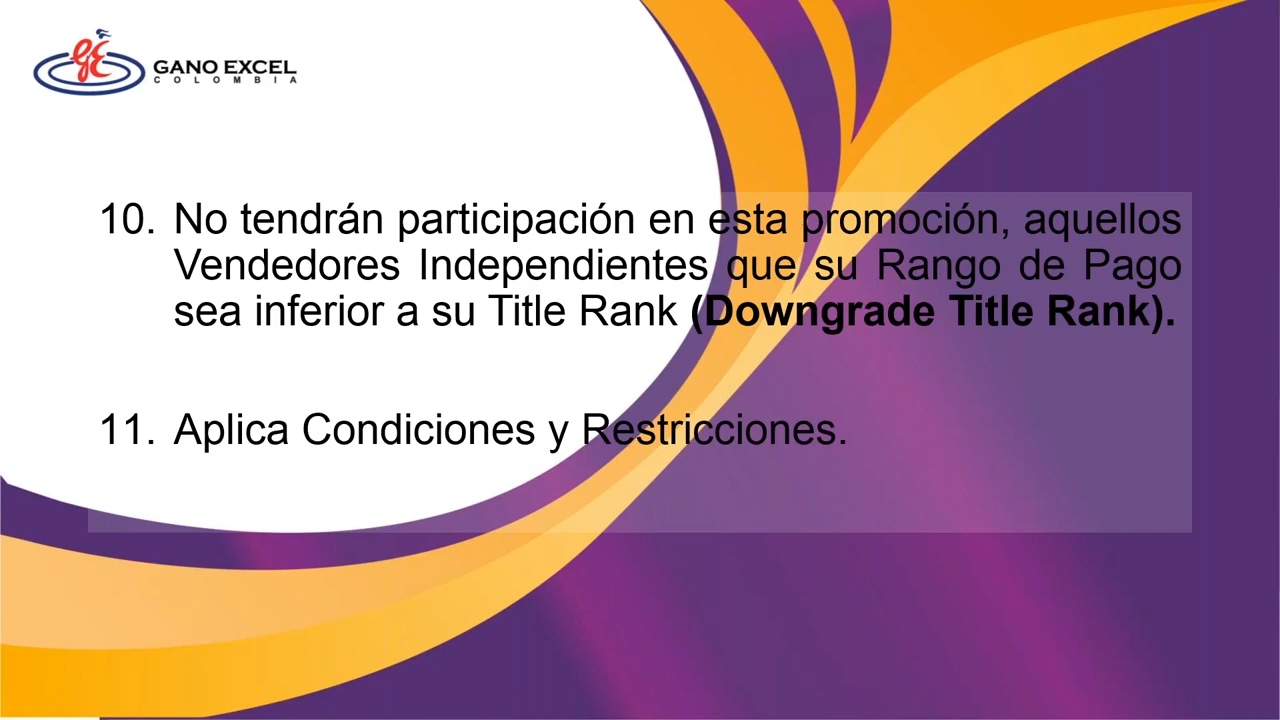 GANO EXCEL
COLOMBIA
10. No tendrán participación en esta promoción, aquellos
Vendedores Independientes que su Rango de Pago
sea inferior a su Title Rank (Downgrade Title Rank).
11. Aplica Condiciones y Restricciones.